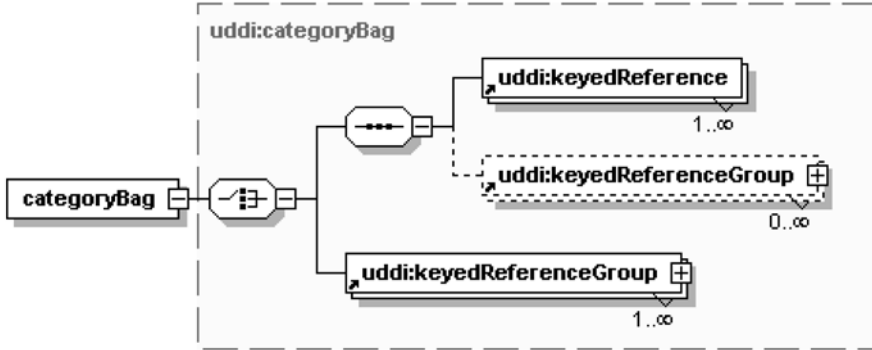 uddi:categoryBag
uddi:keyedReference
1..∞
uddi:keyedReferenceGroup
0..∞
categoryBag
uddi:keyedReferenceGroup
1..∞